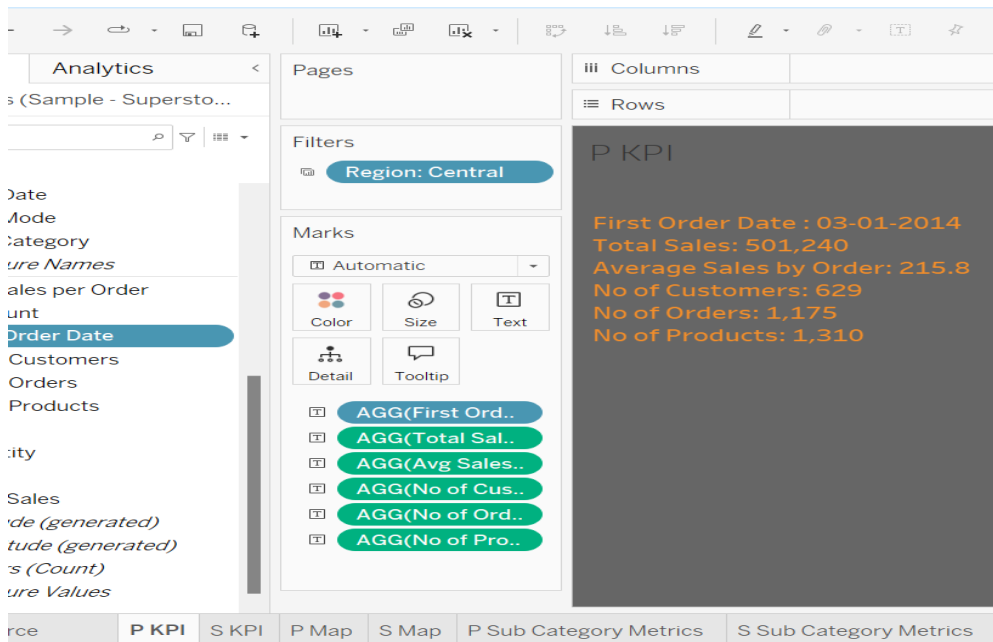 Analytics
s (Sample - Supersto...
Date
Mode
Category
ure Names
ales per Order
unt
Order Date
Customers
Orders
Products
ity
Sales
de (generated)
tude (generated)
rs (Count)
ure Values
Pages
Filters
Region: Central
Marks
Automatic
Color Size Text
Detail Tooltip
AGG(First Ord..
AGG(Total Sal..
AGG(Avg Sales..
AGG(No of Cus..
AGG(No of Ord..
AGG(No of Pro..
iii Columns
Rows
P KPI
First Order Date : 03-01-2014
Total Sales: 501,240
Average Sales by Order: 215.8
No of Customers: 629
No of Orders: 1,175
No of Products: 1,310
rce P KPI S KPI P Map S Map P Sub Category Metrics S Sub Category Metrics